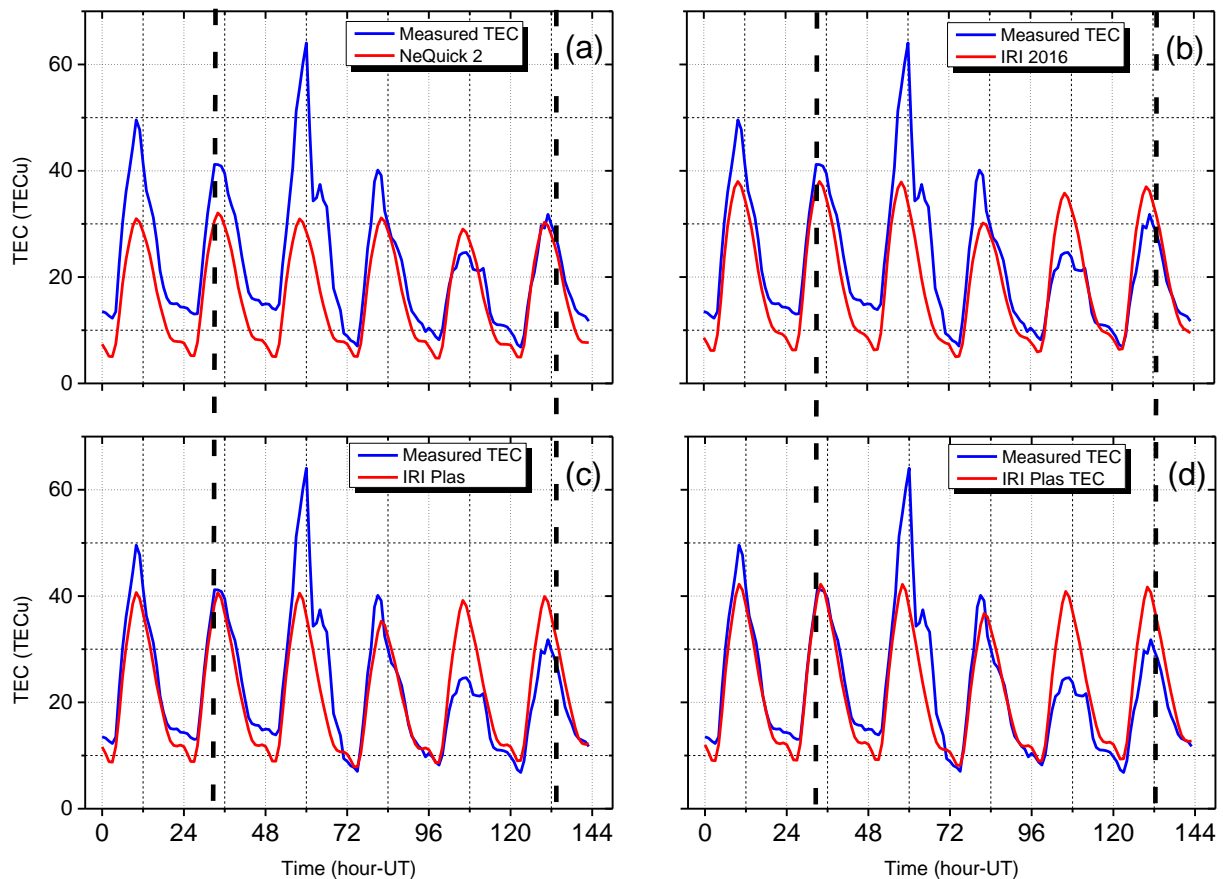 Measured TEC
NeQuick 2
(a)
TEC (TECu)
60
40
20
0
Measured TEC
IRI 2016
(b)
Measured TEC
IRI Plas
(c)
TEC (TECu)
60
40
20
0
0 24 48 72 96 120 144
Time (hour-UT)
Measured TEC
IRI Plas TEC
(d)
0 24 48 72 96 120 144
Time (hour-UT)